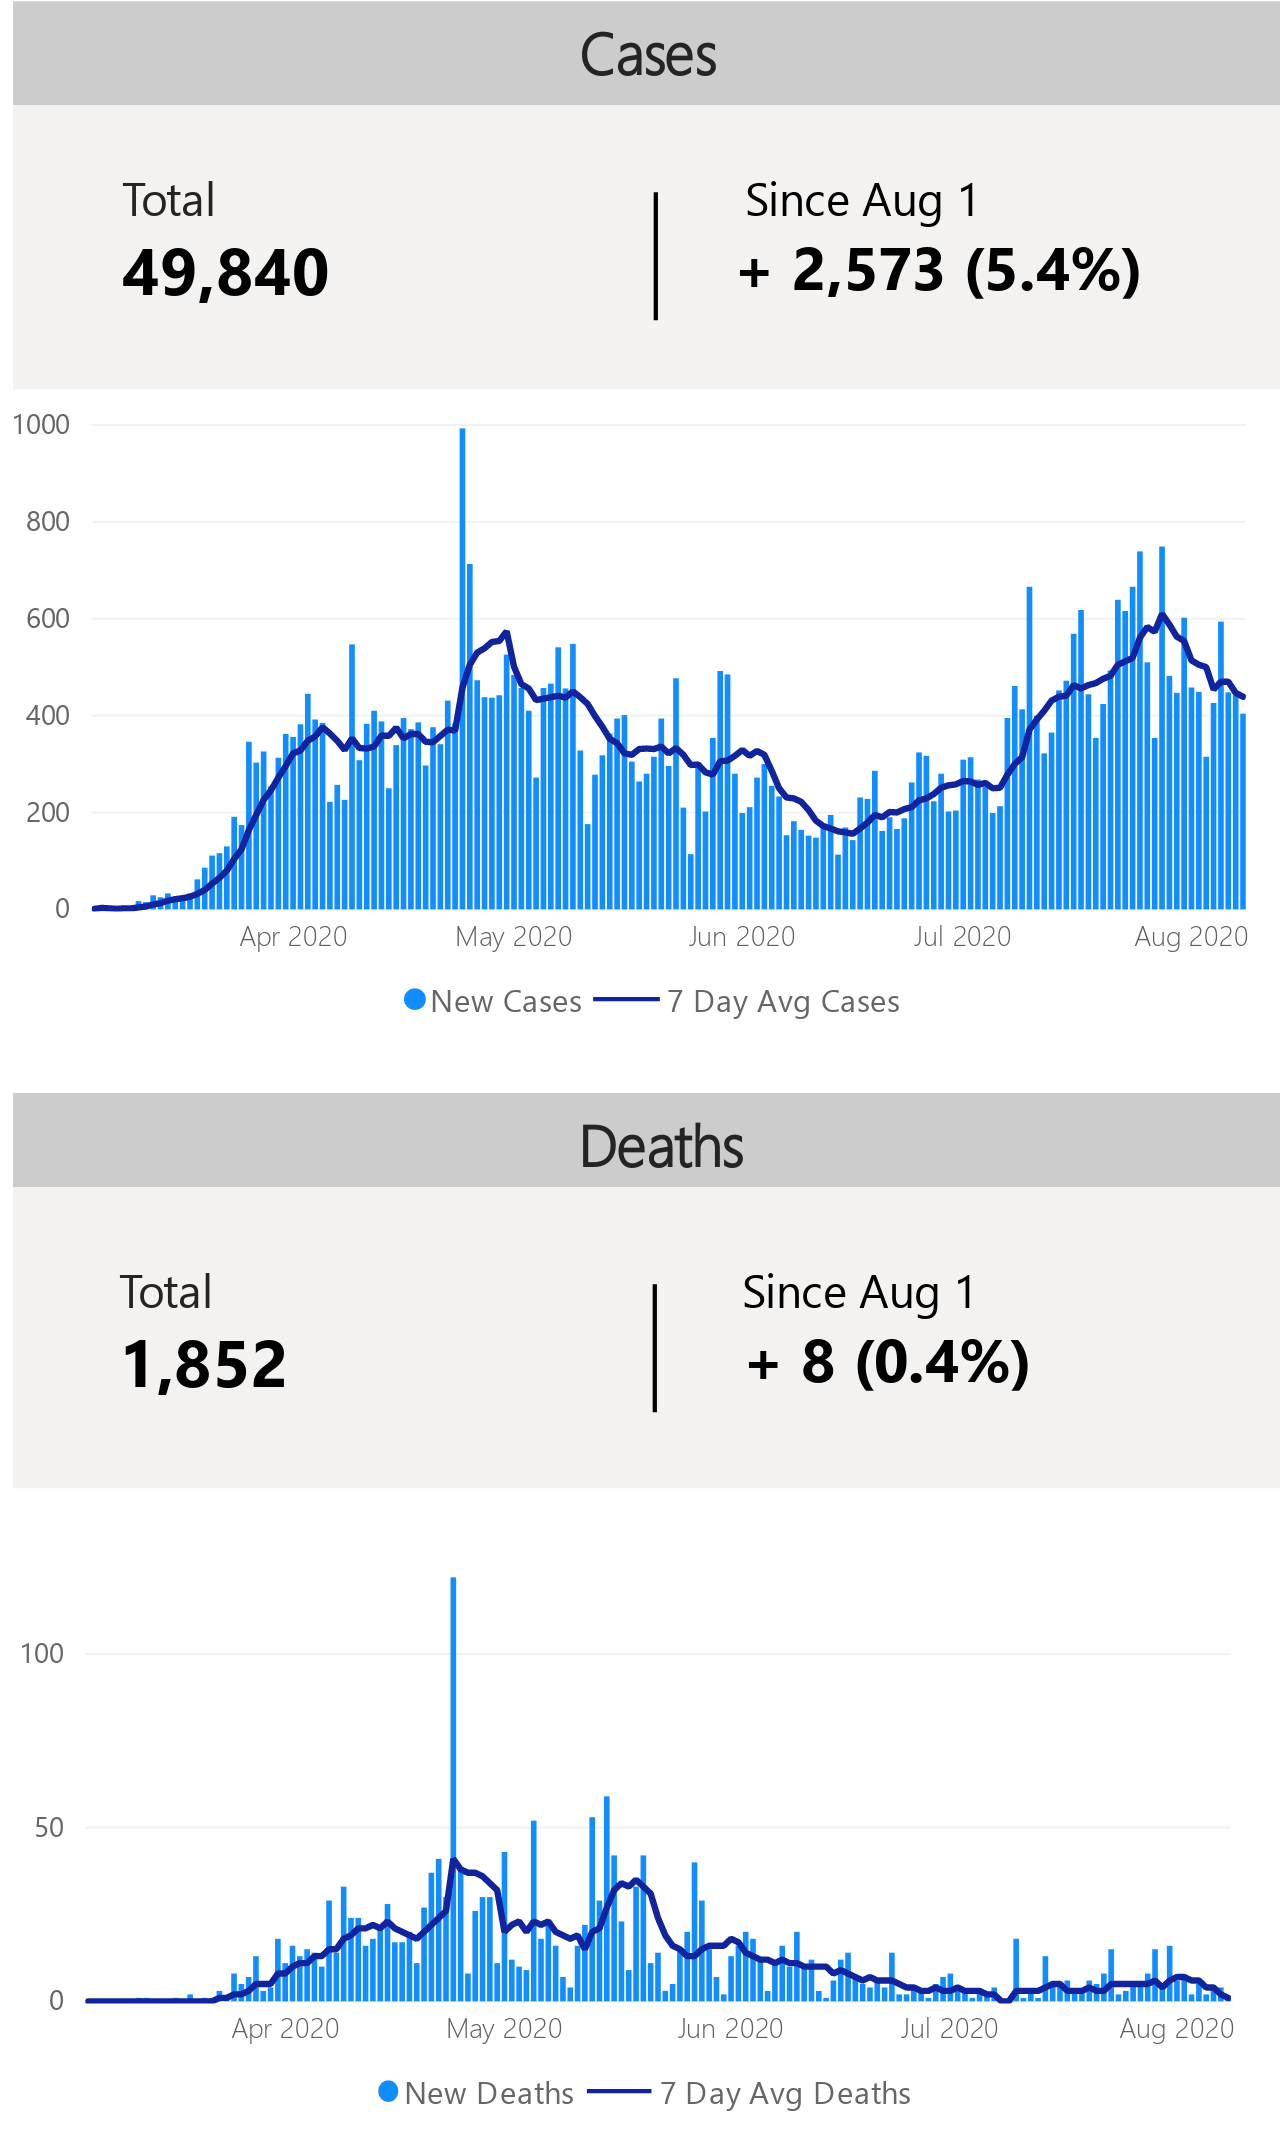 Cases
Total
Since Aug 1
49,840
+ 2,573 (5.4%)
1000
800
600
400
200
0
Apr 2020
May 2020
Jun 2020
Jul 2020
Aug 2020
New Cases
7 Day Avg Cases
Deaths
Total
Since Aug 1
1,852
+ 8 (0.4%)
100
50
0
Apr 2020
May 2020
Jun 2020
Jul 2020
Aug 2020
New Deaths
7 Day Avg Deaths